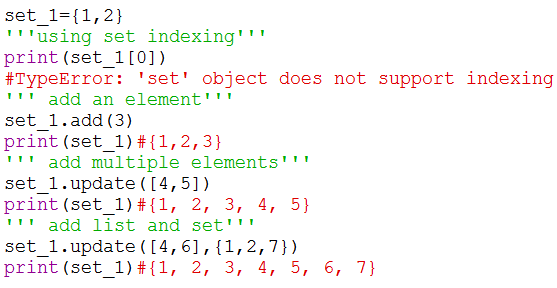 set_1={1,2}
'''using set indexing'''
print(set_1[0])
#TypeError: 'set' object does not support indexing
''' add an element'''
set_1.add(3)
print(set_1)#{1,2,3}
''' add multiple elements'''
set_1.update([4,5])
print(set_1)#{1, 2, 3, 4, 5}
''' add list and set'''
set_1.update([4,6],{1,2,7})
print(set_1)#{1, 2, 3, 4, 5, 6, 7}